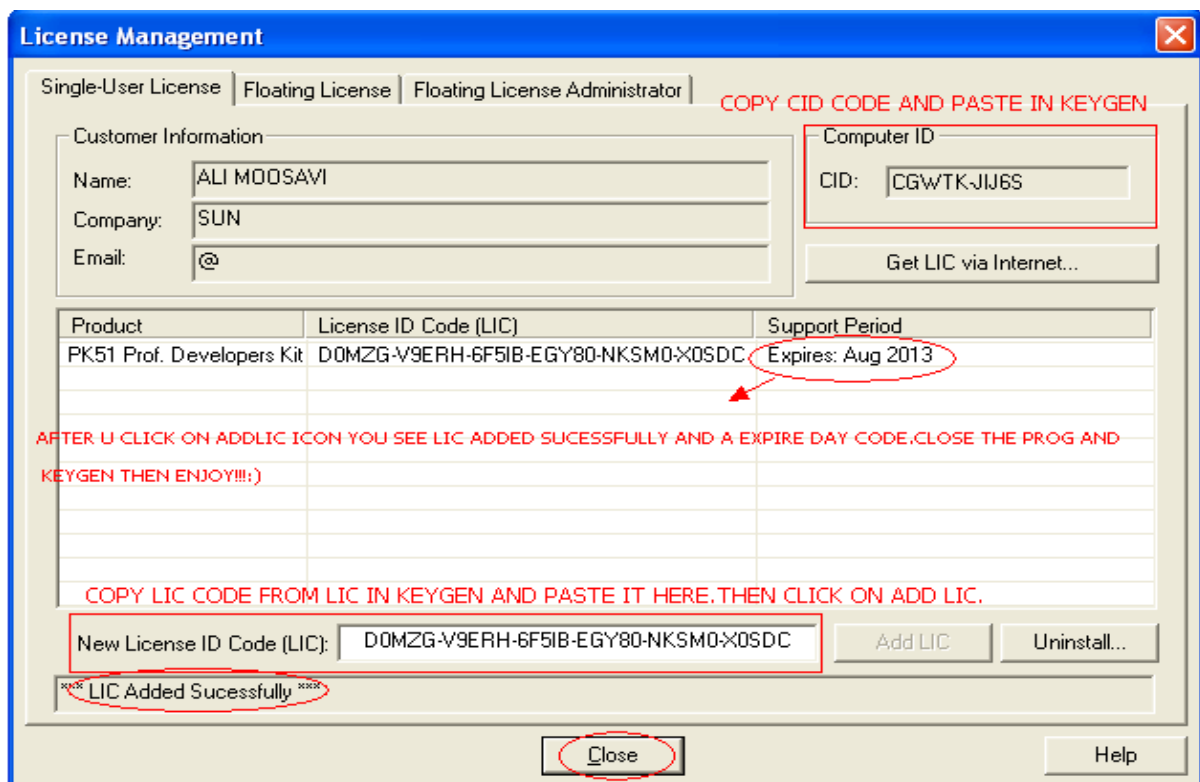 License Management
Single-User License
Floating License
Floating License Administrator
COPY CID CODE AND PASTE IN KEYGEN
Customer Information
Name: ALI MOOSAVI
Company: SUN
Email: @
Computer ID
CID: CGWTK-JIJ6S
Get LIC via Internet...
Product License ID Code (LIC) Support Period
PK51 Prof. Developers Kit D0MZG-V9ERH-6F5IB-EGY80-NKSM0-X0SDC Expires: Aug 2013
AFTER U CLICK ON ADDLIC ICON YOU SEE LIC ADDED SUCESSFULLY AND A EXPIRE DAY CODE.CLOSE THE PROG AND
KEYGEN THEN ENJOY!!!:)
COPY LIC CODE FROM LIC IN KEYGEN AND PASTE IT HERE.THEN CLICK ON ADD LIC.
New License ID Code (LIC): D0MZG-V9ERH-6F5IB-EGY80-NKSM0-X0SDC
Add LIC
Uninstall...
*** LIC Added Sucessfully ***
Close
Help